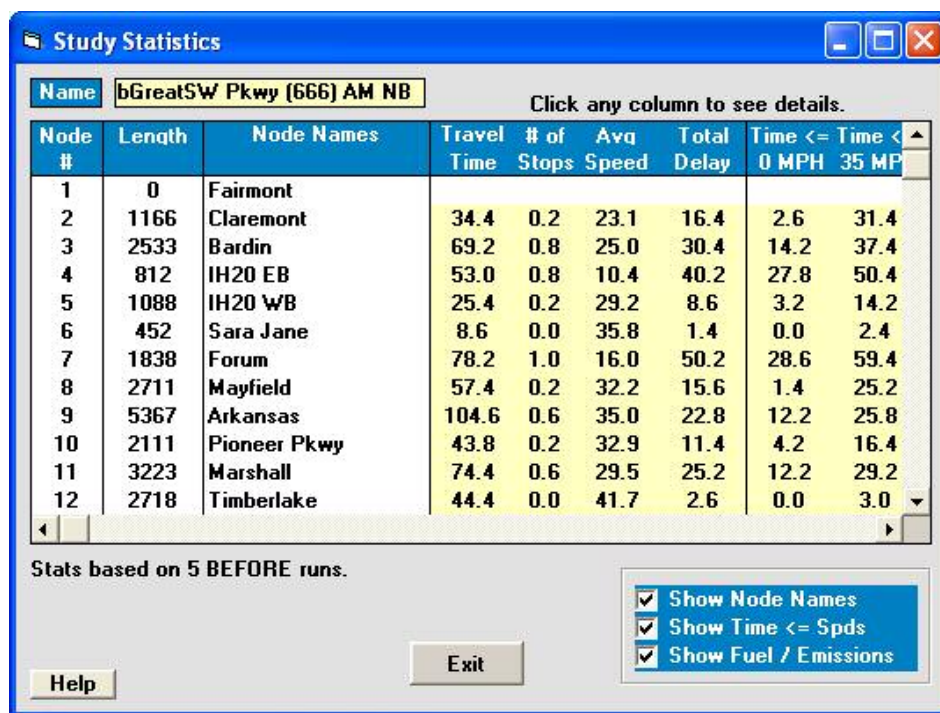 Study Statistics
Name bGreatSW Pkwy (666) AM NB
Click any column to see details.
Node Length Node Names Travel # of Avg Total Time <= Time <
# Time Stops Speed Delay 0 MPH 35 MP
1 0 Fairmont
2 1166 Claremont 34.4 0.2 23.1 16.4 2.6 31.4
3 2533 Bardin 69.2 0.8 25.0 30.4 14.2 37.4
4 812 IH20 EB 53.0 0.8 10.4 40.2 27.8 50.4
5 1088 IH20 WB 25.4 0.2 29.2 8.6 3.2 14.2
6 452 Sara Jane 8.6 0.0 35.8 1.4 0.0 2.4
7 1838 Forum 78.2 1.0 16.0 50.2 28.6 59.4
8 2711 Mayfield 57.4 0.2 32.2 15.6 1.4 25.2
9 5367 Arkansas 104.6 0.6 35.0 22.8 12.2 25.8
10 2111 Pioneer Pkwy 43.8 0.2 32.9 11.4 4.2 16.4
11 3223 Marshall 74.4 0.6 29.5 25.2 12.2 29.2
12 2718 Timberlake 44.4 0.0 41.7 2.6 0.0 3.0
Stats based on 5 BEFORE runs.
Show Node Names
Show Time <= Spds
Show Fuel / Emissions
Exit
Help